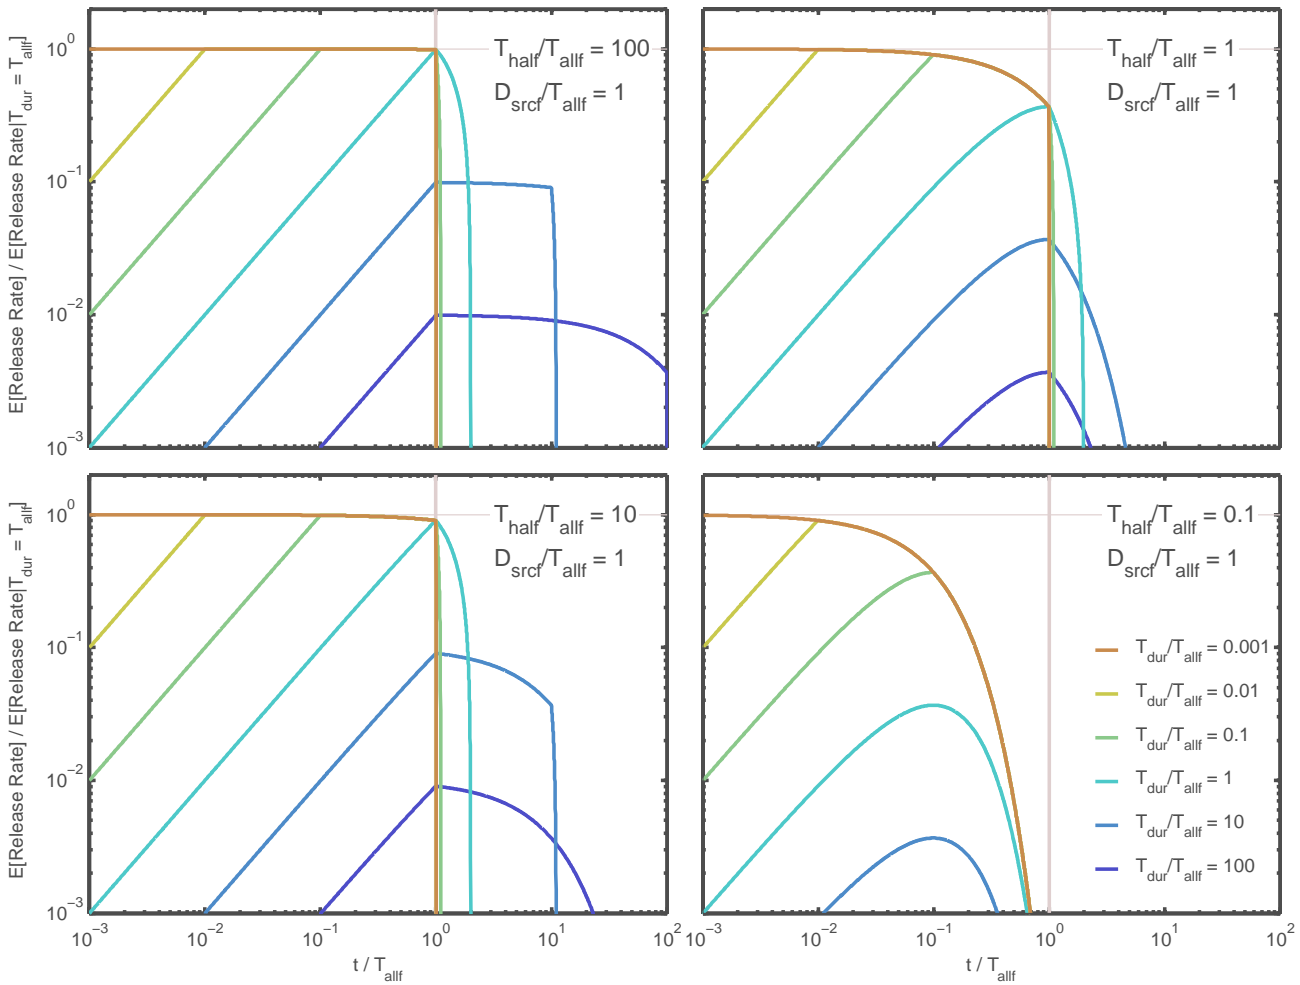 T_half/T_allf = 100
D_srcf/T_allf = 1
10^0
10^−1
10^−2
10^−3
E[Release Rate] / E[Release Rate|T_dur = T_allf]
T_half/T_allf = 1
D_srcf/T_allf = 1
T_half/T_allf = 10
D_srcf/T_allf = 1
10^0
10^−1
10^−2
10^−3
E[Release Rate] / E[Release Rate|T_dur = T_allf]
10^−3 10^−2 10^−1 10^0 10^1 10^2
t / T_allf
T_half/T_allf = 0.1
D_srcf/T_allf = 1
T_dur/T_allf = 0.001
T_dur/T_allf = 0.01
T_dur/T_allf = 0.1
T_dur/T_allf = 1
T_dur/T_allf = 10
T_dur/T_allf = 100
10^−3 10^−2 10^−1 10^0 10^1 10^2
t / T_allf